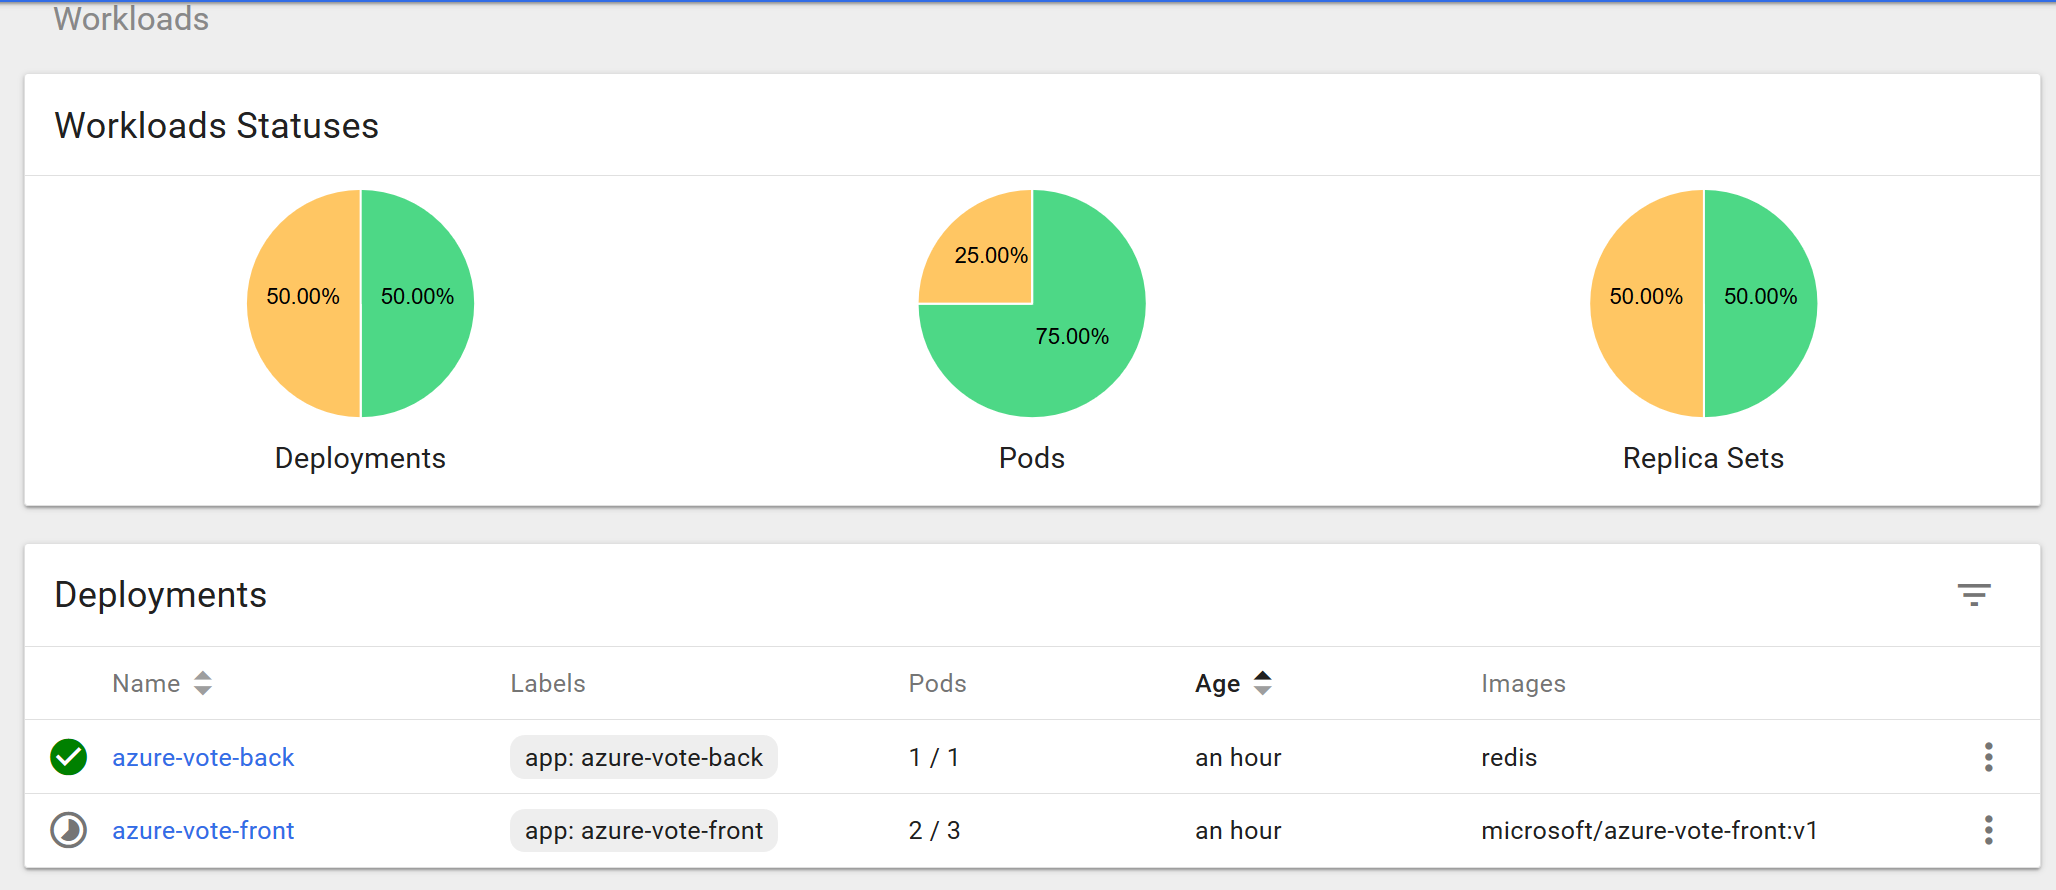 Workloads
Workloads Statuses
50.00% 50.00%
25.00%
75.00%
50.00% 50.00%
Deployments Pods Replica Sets
Deployments
Name Labels Pods Age Images
azure-vote-back app: azure-vote-back 1 / 1 an hour redis
azure-vote-front app: azure-vote-front 2 / 3 an hour microsoft/azure-vote-front:v1